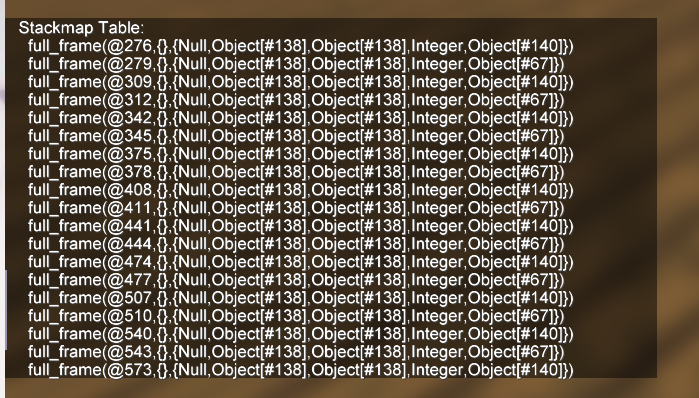 Stackmap Table:
full_frame(@276,{},{Null,Object[#138],Object[#138],Integer,Object[#140]})
full_frame(@279,{},{Null,Object[#138],Object[#138],Integer,Object[#67]})
full_frame(@309,{},{Null,Object[#138],Object[#138],Integer,Object[#140]})
full_frame(@312,{},{Null,Object[#138],Object[#138],Integer,Object[#67]})
full_frame(@342,{},{Null,Object[#138],Object[#138],Integer,Object[#140]})
full_frame(@345,{},{Null,Object[#138],Object[#138],Integer,Object[#67]})
full_frame(@375,{},{Null,Object[#138],Object[#138],Integer,Object[#140]})
full_frame(@378,{},{Null,Object[#138],Object[#138],Integer,Object[#67]})
full_frame(@408,{},{Null,Object[#138],Object[#138],Integer,Object[#140]})
full_frame(@411,{},{Null,Object[#138],Object[#138],Integer,Object[#67]})
full_frame(@441,{},{Null,Object[#138],Object[#138],Integer,Object[#140]})
full_frame(@444,{},{Null,Object[#138],Object[#138],Integer,Object[#67]})
full_frame(@474,{},{Null,Object[#138],Object[#138],Integer,Object[#140]})
full_frame(@477,{},{Null,Object[#138],Object[#138],Integer,Object[#67]})
full_frame(@507,{},{Null,Object[#138],Object[#138],Integer,Object[#140]})
full_frame(@510,{},{Null,Object[#138],Object[#138],Integer,Object[#67]})
full_frame(@540,{},{Null,Object[#138],Object[#138],Integer,Object[#140]})
full_frame(@543,{},{Null,Object[#138],Object[#138],Integer,Object[#67]})
full_frame(@573,{},{Null,Object[#138],Object[#138],Integer,Object[#140]})